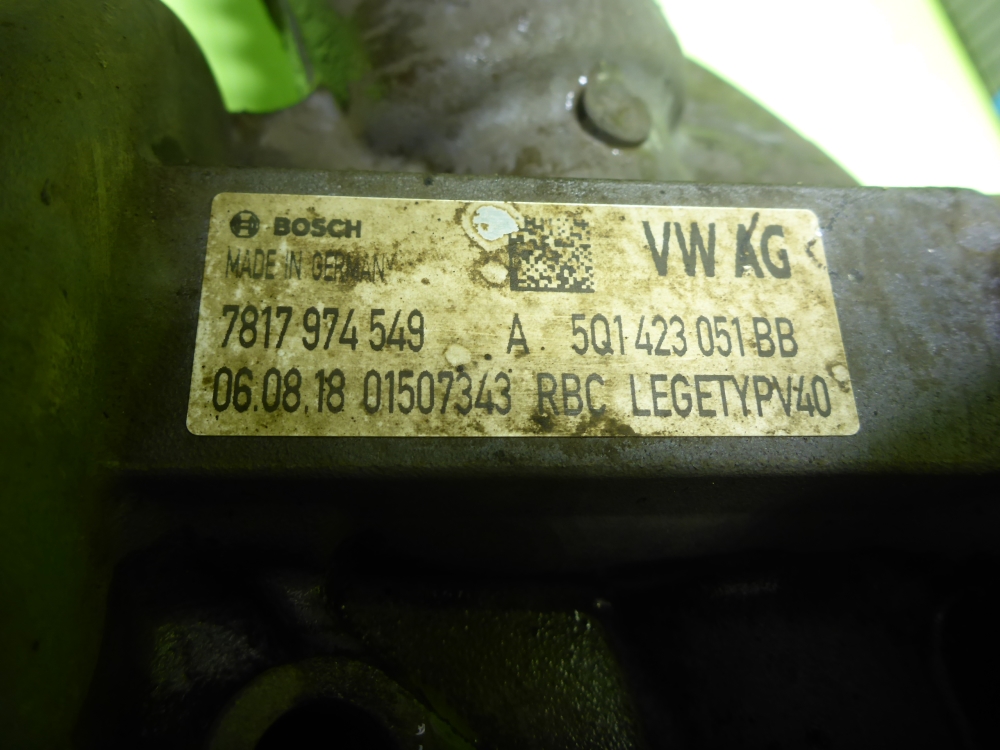 BOSCH VW AG
MADE IN GERMANY
7817 974 549 A 5Q1 423 051 BB
06.08.18 01507343 RBC LEGETYPV40